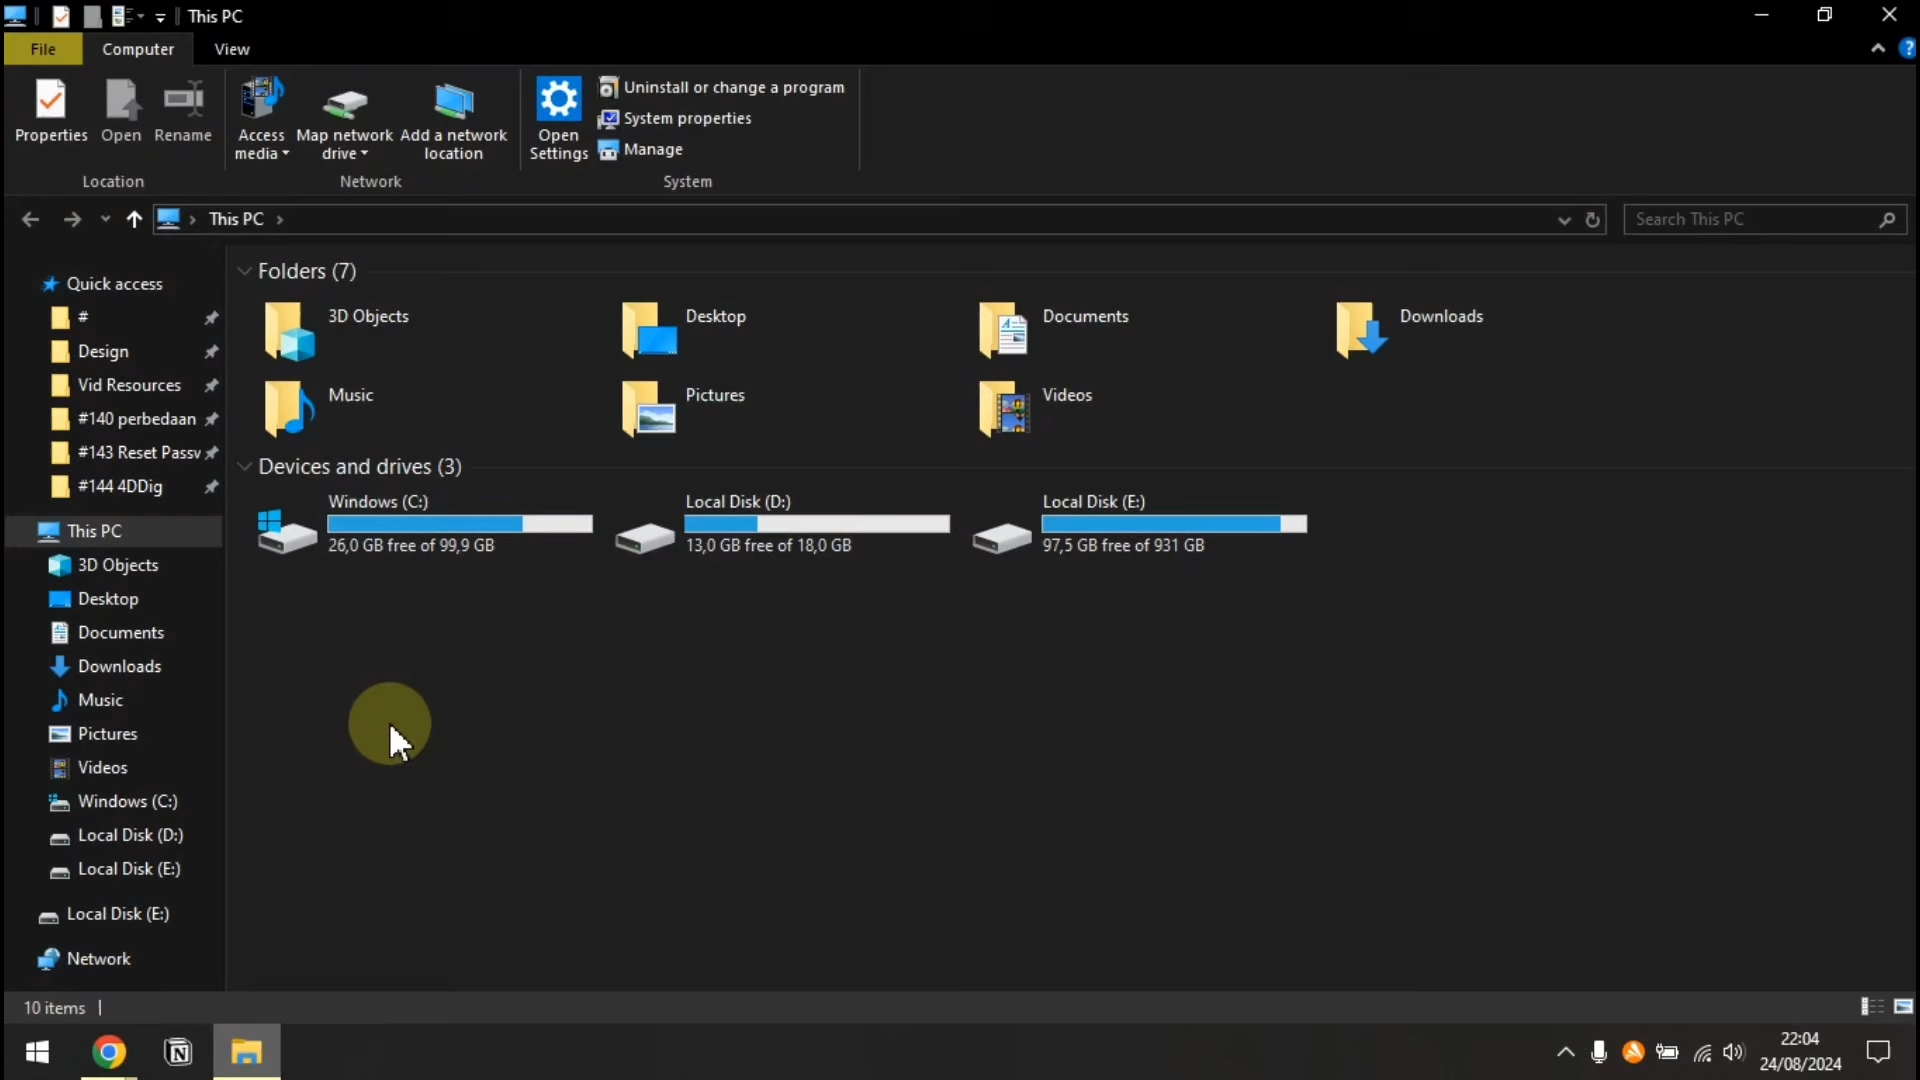 This PC
File Computer View
Properties Open Rename Access media Map network drive Add a network location Open Settings
Uninstall or change a program
System properties
Manage
Location Network System
This PC
Search This PC
Quick access
#
Design
Vid Resources
#140 perbedaan
#143 Reset Passv
#144 4DDig
This PC
3D Objects
Desktop
Documents
Downloads
Music
Pictures
Videos
Windows (C:)
Local Disk (D:)
Local Disk (E:)
Local Disk (E:)
Network
Folders (7)
3D Objects Desktop Documents Downloads
Music Pictures Videos
Devices and drives (3)
Windows (C:) Local Disk (D:) Local Disk (E:)
26,0 GB free of 99,9 GB 13,0 GB free of 18,0 GB 97,5 GB free of 931 GB
10 items
22:04
24/08/2024